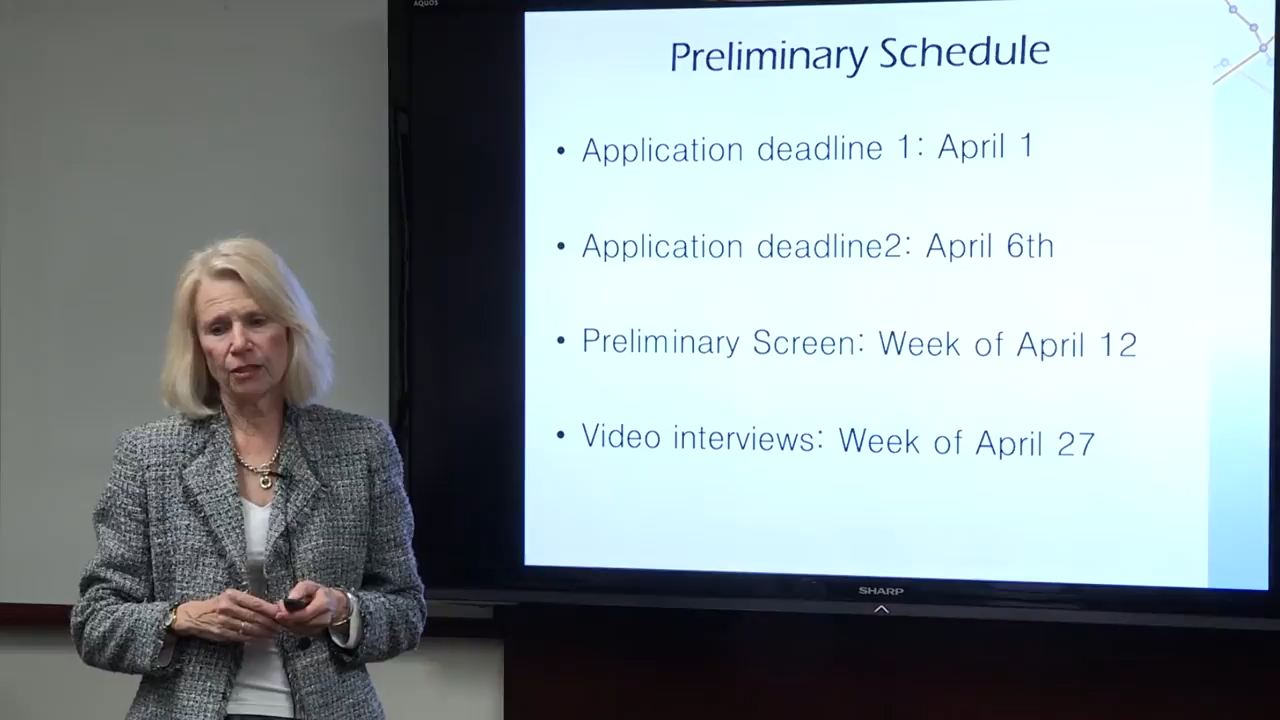 AQUOS
Preliminary Schedule
• Application deadline 1: April 1
• Application deadline2: April 6th
• Preliminary Screen: Week of April 12
• Video interviews: Week of April 27
SHARP